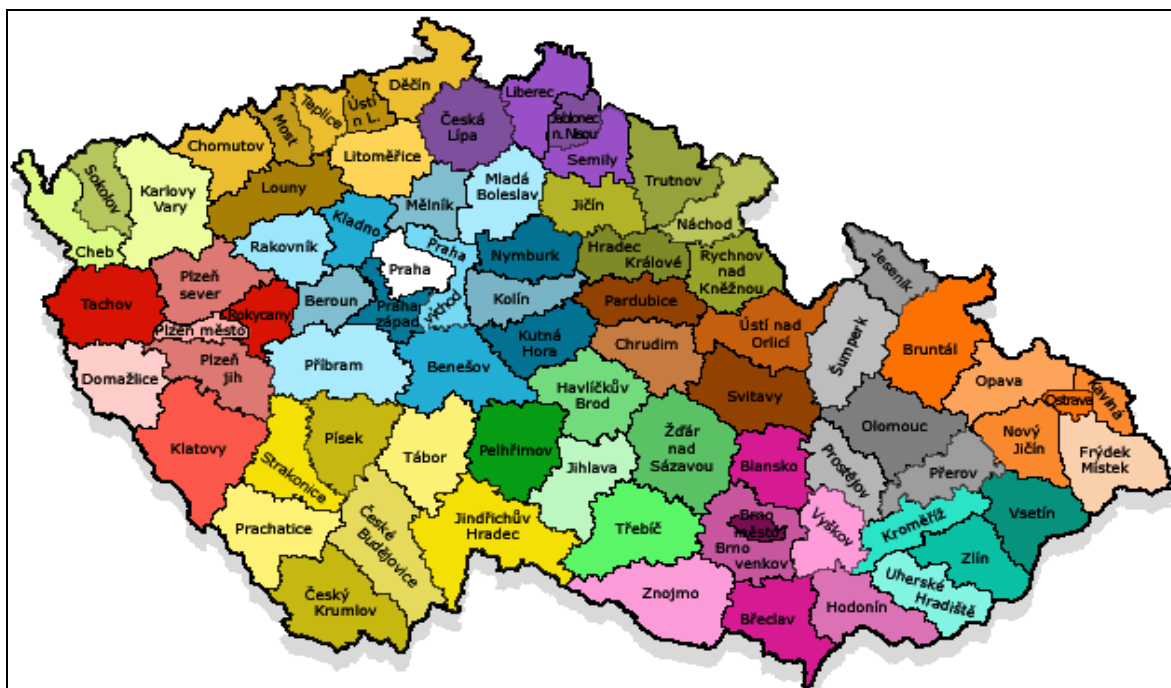 Děčín
Liberec
Teplice
Ústí
n L.
Most
Česká
Lípa
Jablonec
n. Nisou
Chomutov
Litoměřice
Semily
Sokolov
Karlovy
Vary
Louny
Mladá
Boleslav
Trutnov
Mělník
Jičín
Kladno
Náchod
Cheb
Rakovník
Praha
Nymburk
Hradec
Králové
Rychnov
nad
Kněžnou
Jeseník
Plzeň
sever
Praha
východ
Tachov
Beroun
Kolín
Pardubice
Rokycany
Praha
západ
Plzeň město
Ústí nad
Orlicí
Šumperk
Bruntál
Kutná
Hora
Chrudim
Plzeň
jih
Příbram
Benešov
Domažlice
Havlíčkův
Brod
Svitavy
Opava
Karviná
Ostrava
Olomouc
Klatovy
Písek
Nový
Jičín
Frýdek
Místek
Strakonice
Tábor
Pelhřimov
Jihlava
Žďár
nad
Sázavou
Blansko
Prostějov
Přerov
Prachatice
České
Budějovice
Jindřichův
Hradec
Třebíč
Brno
město
Vyškov
Kroměříž
Vsetín
Brno
venkov
Zlín
Český
Krumlov
Znojmo
Uherské
Hradiště
Břeclav
Hodonín